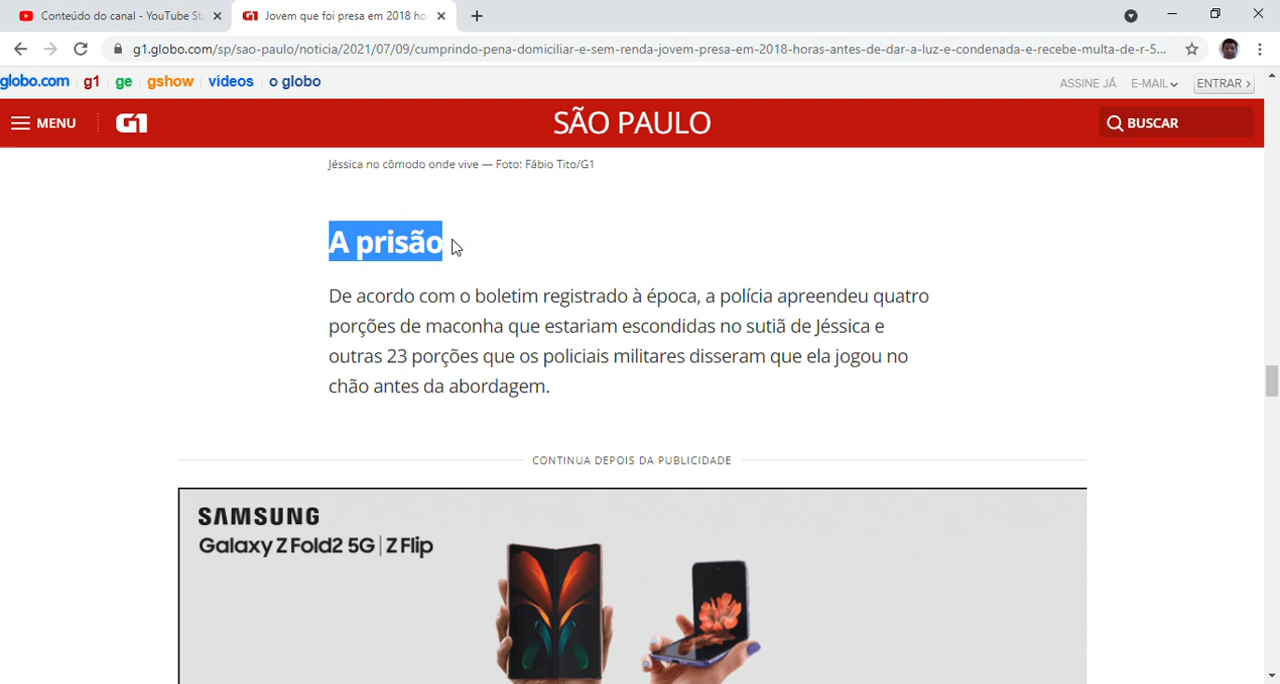 Conteúdo do canal - YouTube St
G1 Jovem que foi presa em 2018 ho
g1.globo.com/sp/sao-paulo/noticia/2021/07/09/cumprindo-pena-domiciliar-e-sem-renda-jovem-presa-em-2018-horas-antes-de-dar-a-luz-e-condenada-e-recebe-multa-de-r-5...
globo.com g1 ge gshow videos o globo ASSINE JÁ E-MAIL ENTRAR
MENU G1 SÃO PAULO BUSCAR
Jéssica no cômodo onde vive — Foto: Fábio Tito/G1
A prisão
De acordo com o boletim registrado à época, a polícia apreendeu quatro
porções de maconha que estariam escondidas no sutiã de Jéssica e
outras 23 porções que os policiais militares disseram que ela jogou no
chão antes da abordagem.
CONTINUA DEPOIS DA PUBLICIDADE
SAMSUNG
Galaxy Z Fold2 5G | Z Flip